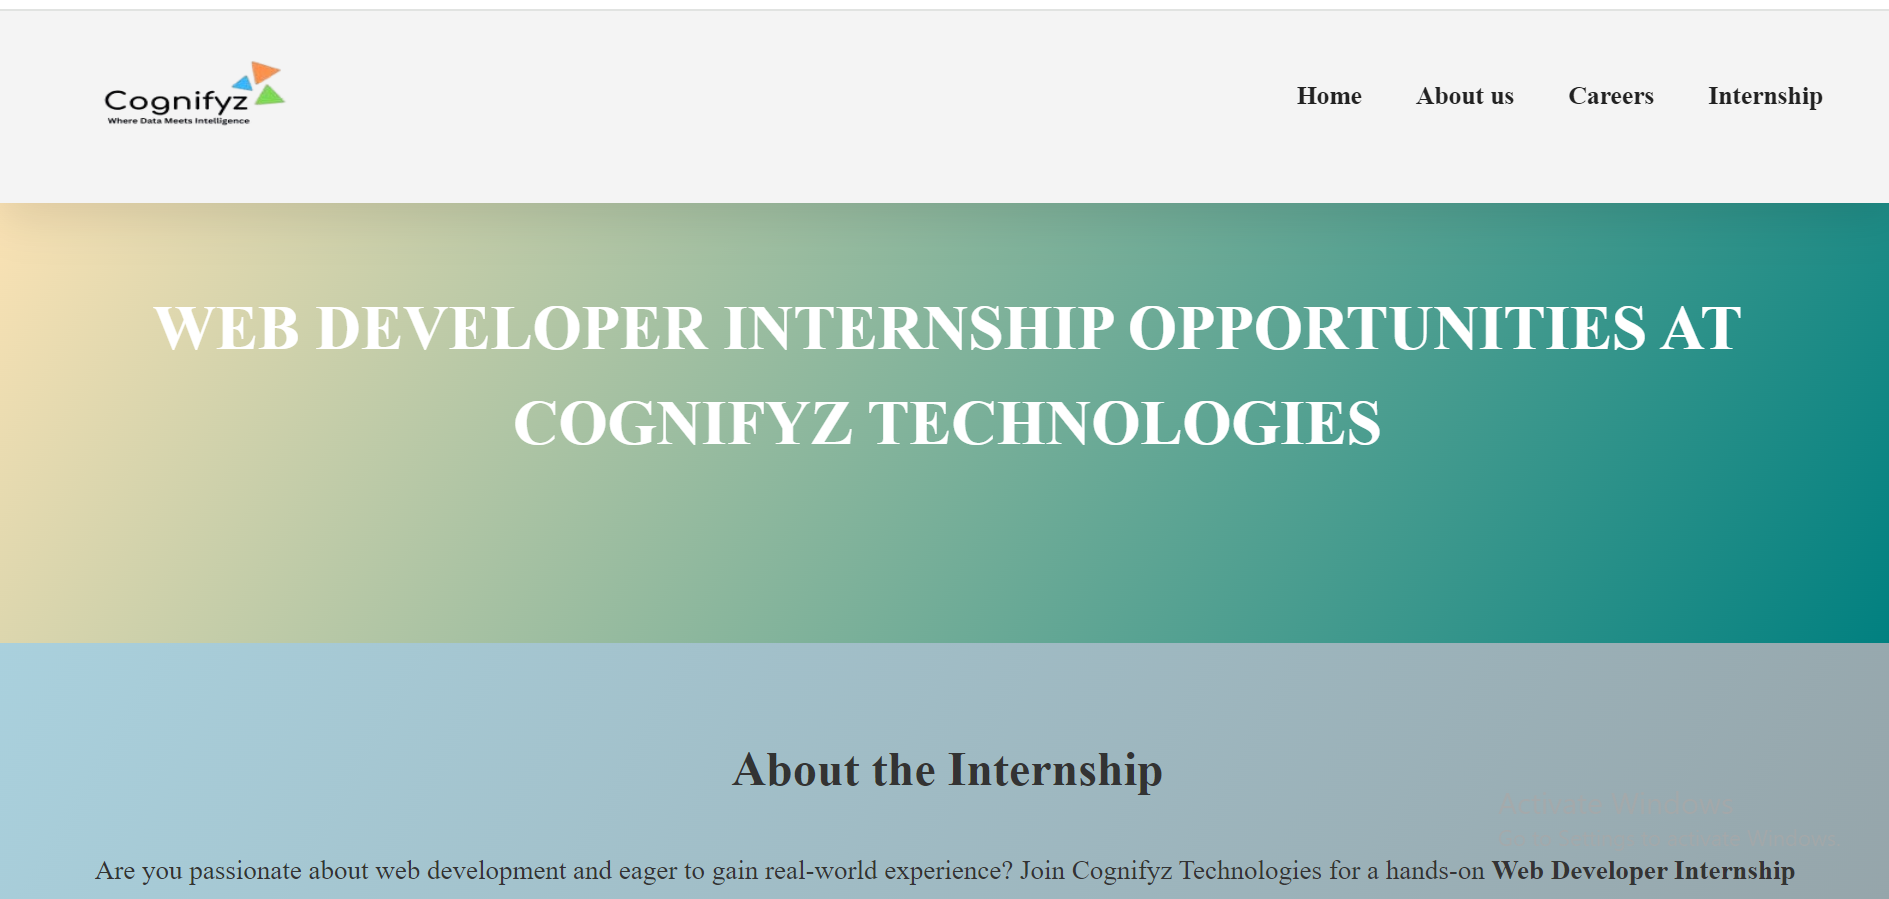 Cognifyz
Where Data Meets Intelligence
Home About us Careers Internship
WEB DEVELOPER INTERNSHIP OPPORTUNITIES AT
COGNIFYZ TECHNOLOGIES
About the Internship
Are you passionate about web development and eager to gain real-world experience? Join Cognifyz Technologies for a hands-on Web Developer Internship